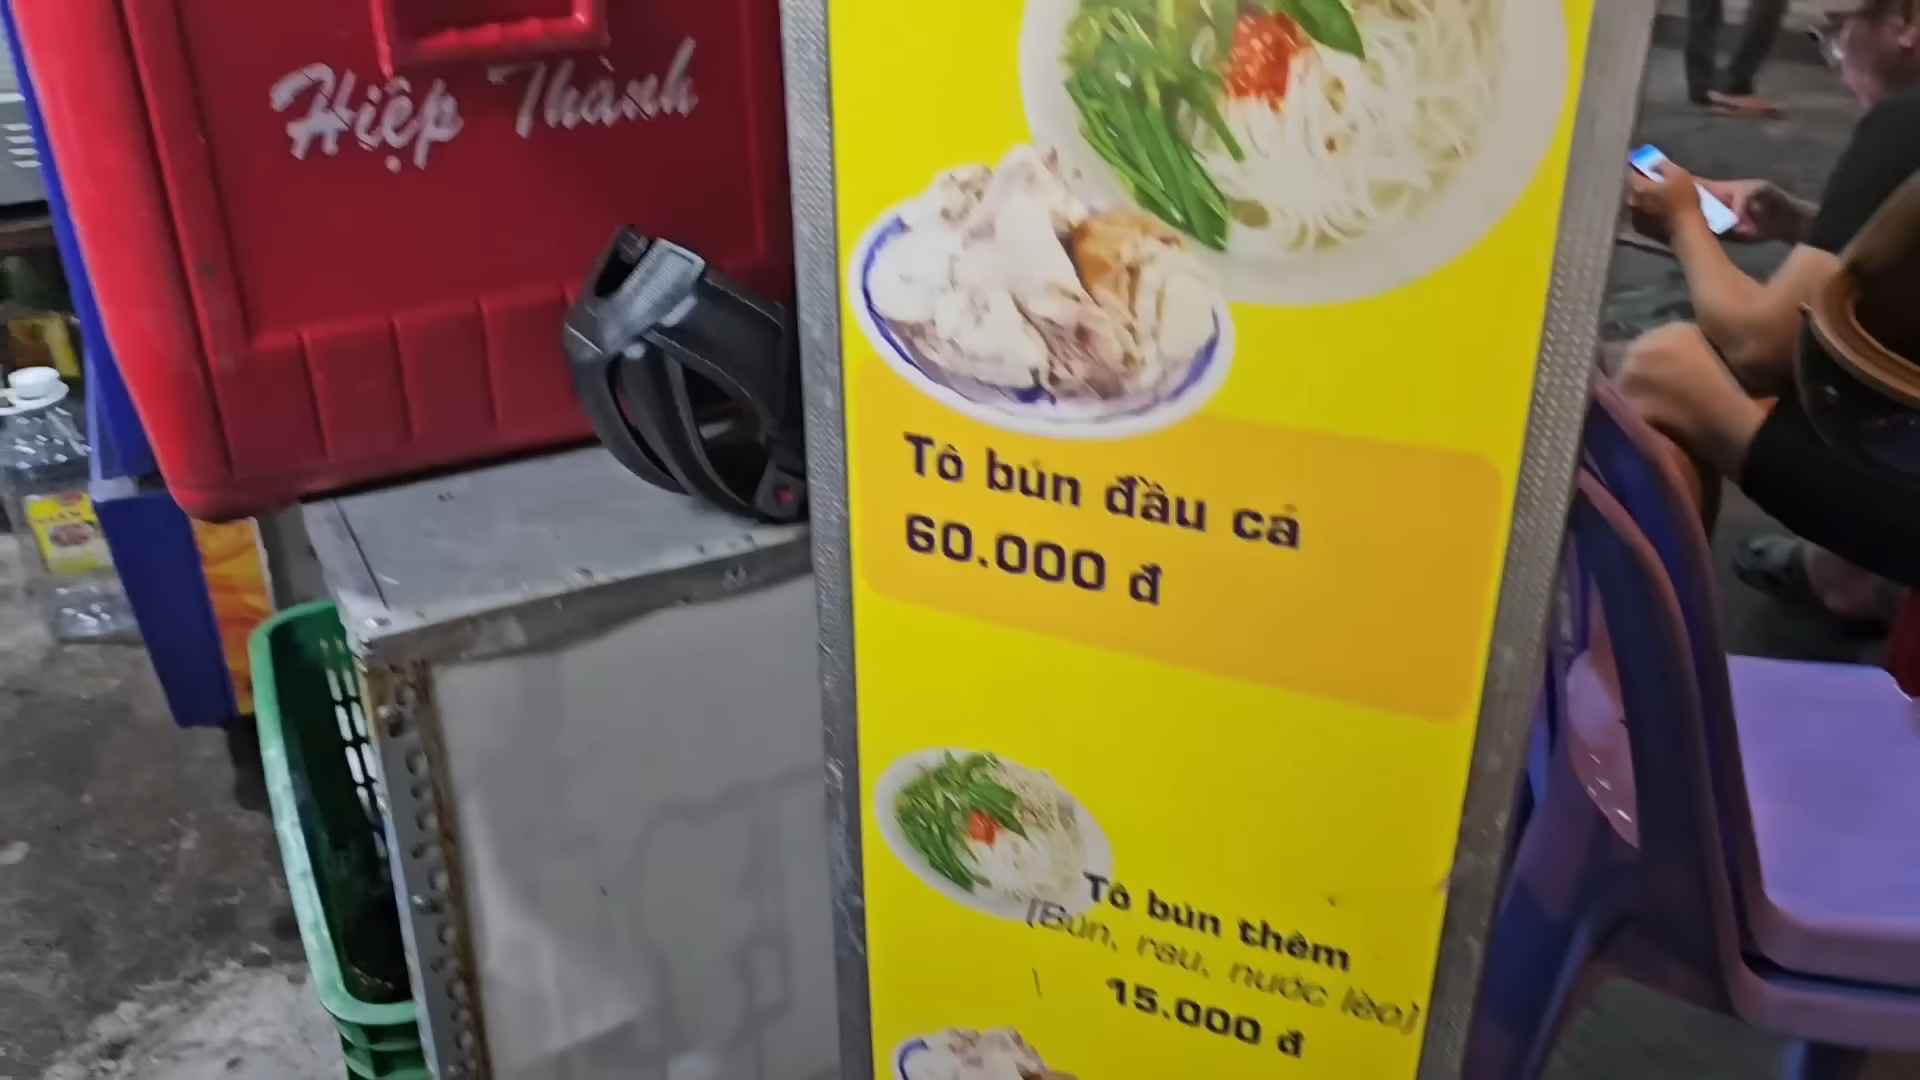 Hiệp Thành
Tô bún đầu cá
60.000 đ
Tô bún thêm
(Bún, rau, nước lèo)
15.000 đ